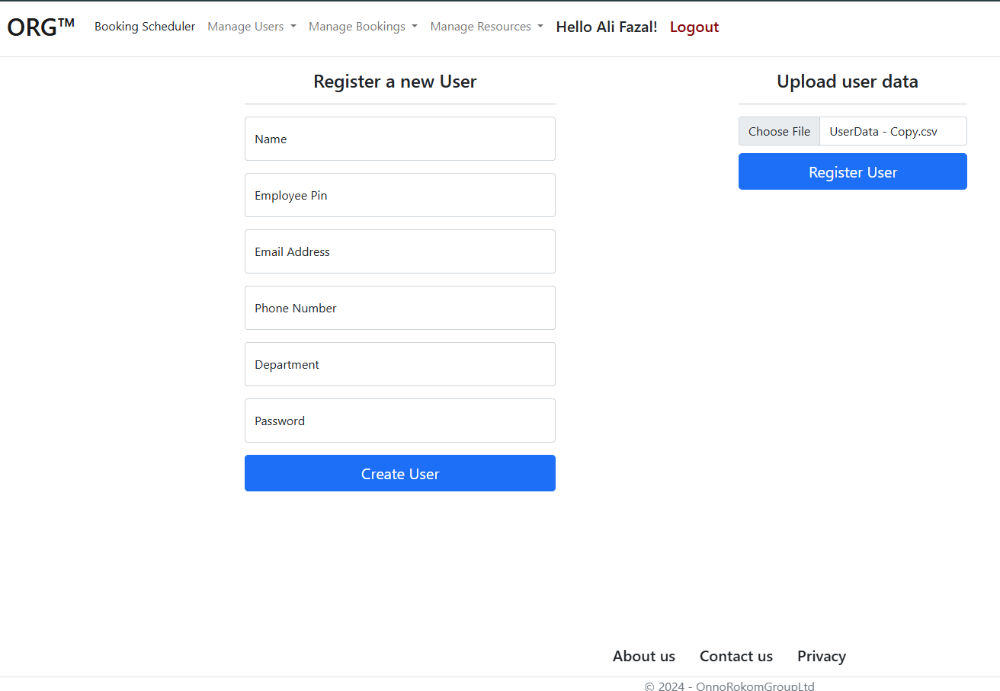 ORG™ Booking Scheduler Manage Users Manage Bookings Manage Resources Hello Ali Fazal! Logout
Register a new User
Name
Employee Pin
Email Address
Phone Number
Department
Password
Create User
Upload user data
Choose File UserData - Copy.csv
Register User
About us Contact us Privacy
© 2024 - OnnoRokomGroupLtd